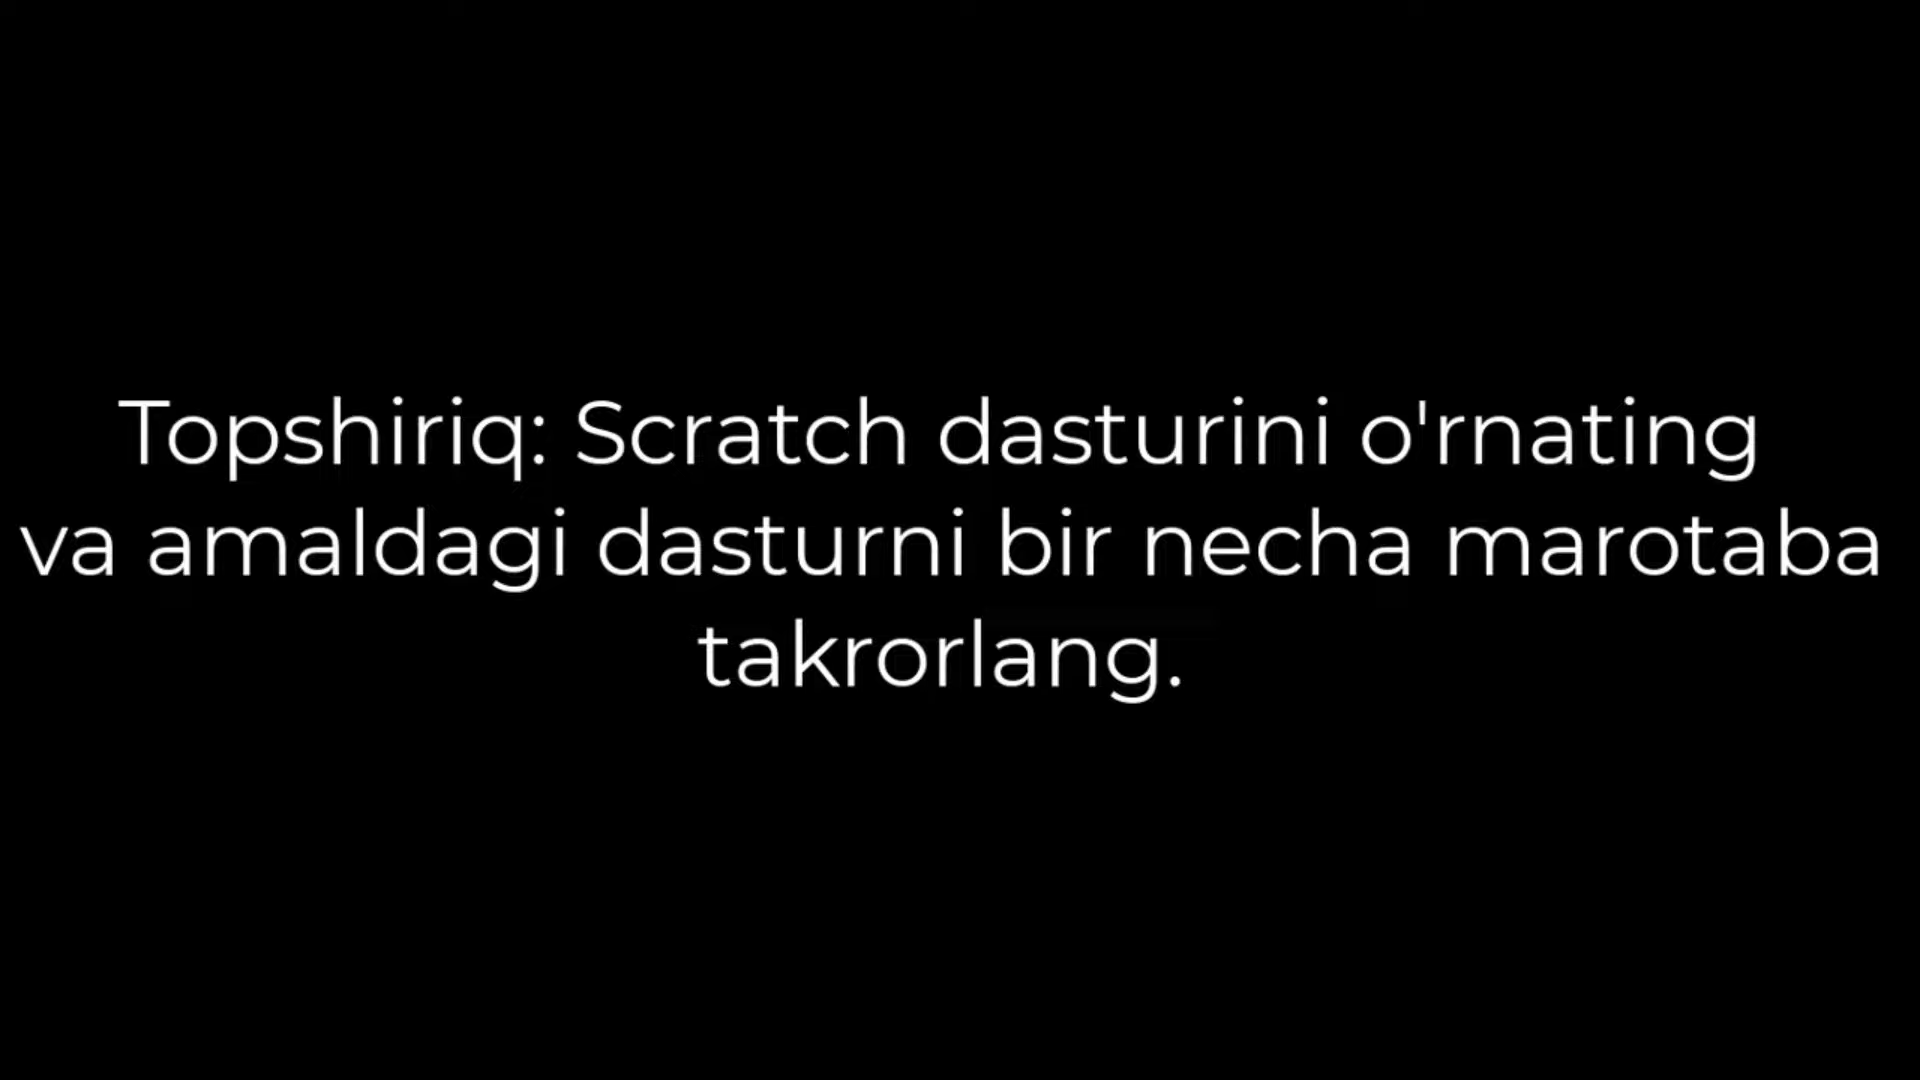 Topshiriq: Scratch dasturini o'rnating
va amaldagi dasturni bir necha marotaba
takrorlang.